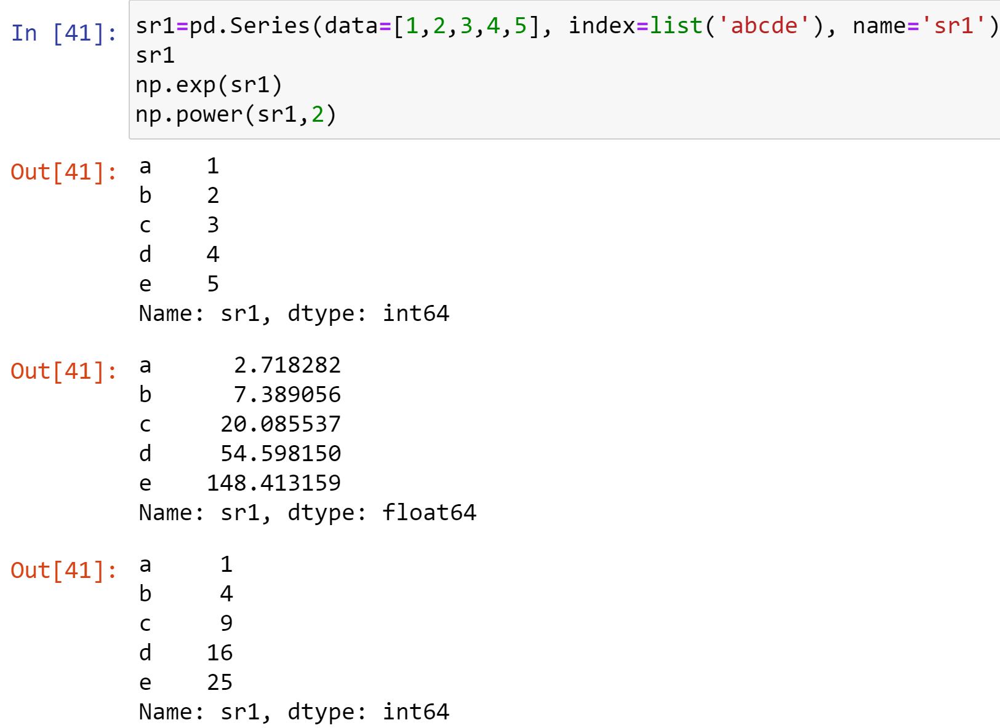 In [41]: sr1=pd.Series(data=[1,2,3,4,5], index=list('abcde'), name='sr1')
sr1
np.exp(sr1)
np.power(sr1,2)
Out[41]: a    1
b    2
c    3
d    4
e    5
Name: sr1, dtype: int64
Out[41]: a      2.718282
b      7.389056
c     20.085537
d     54.598150
e    148.413159
Name: sr1, dtype: float64
Out[41]: a     1
b     4
c     9
d    16
e    25
Name: sr1, dtype: int64